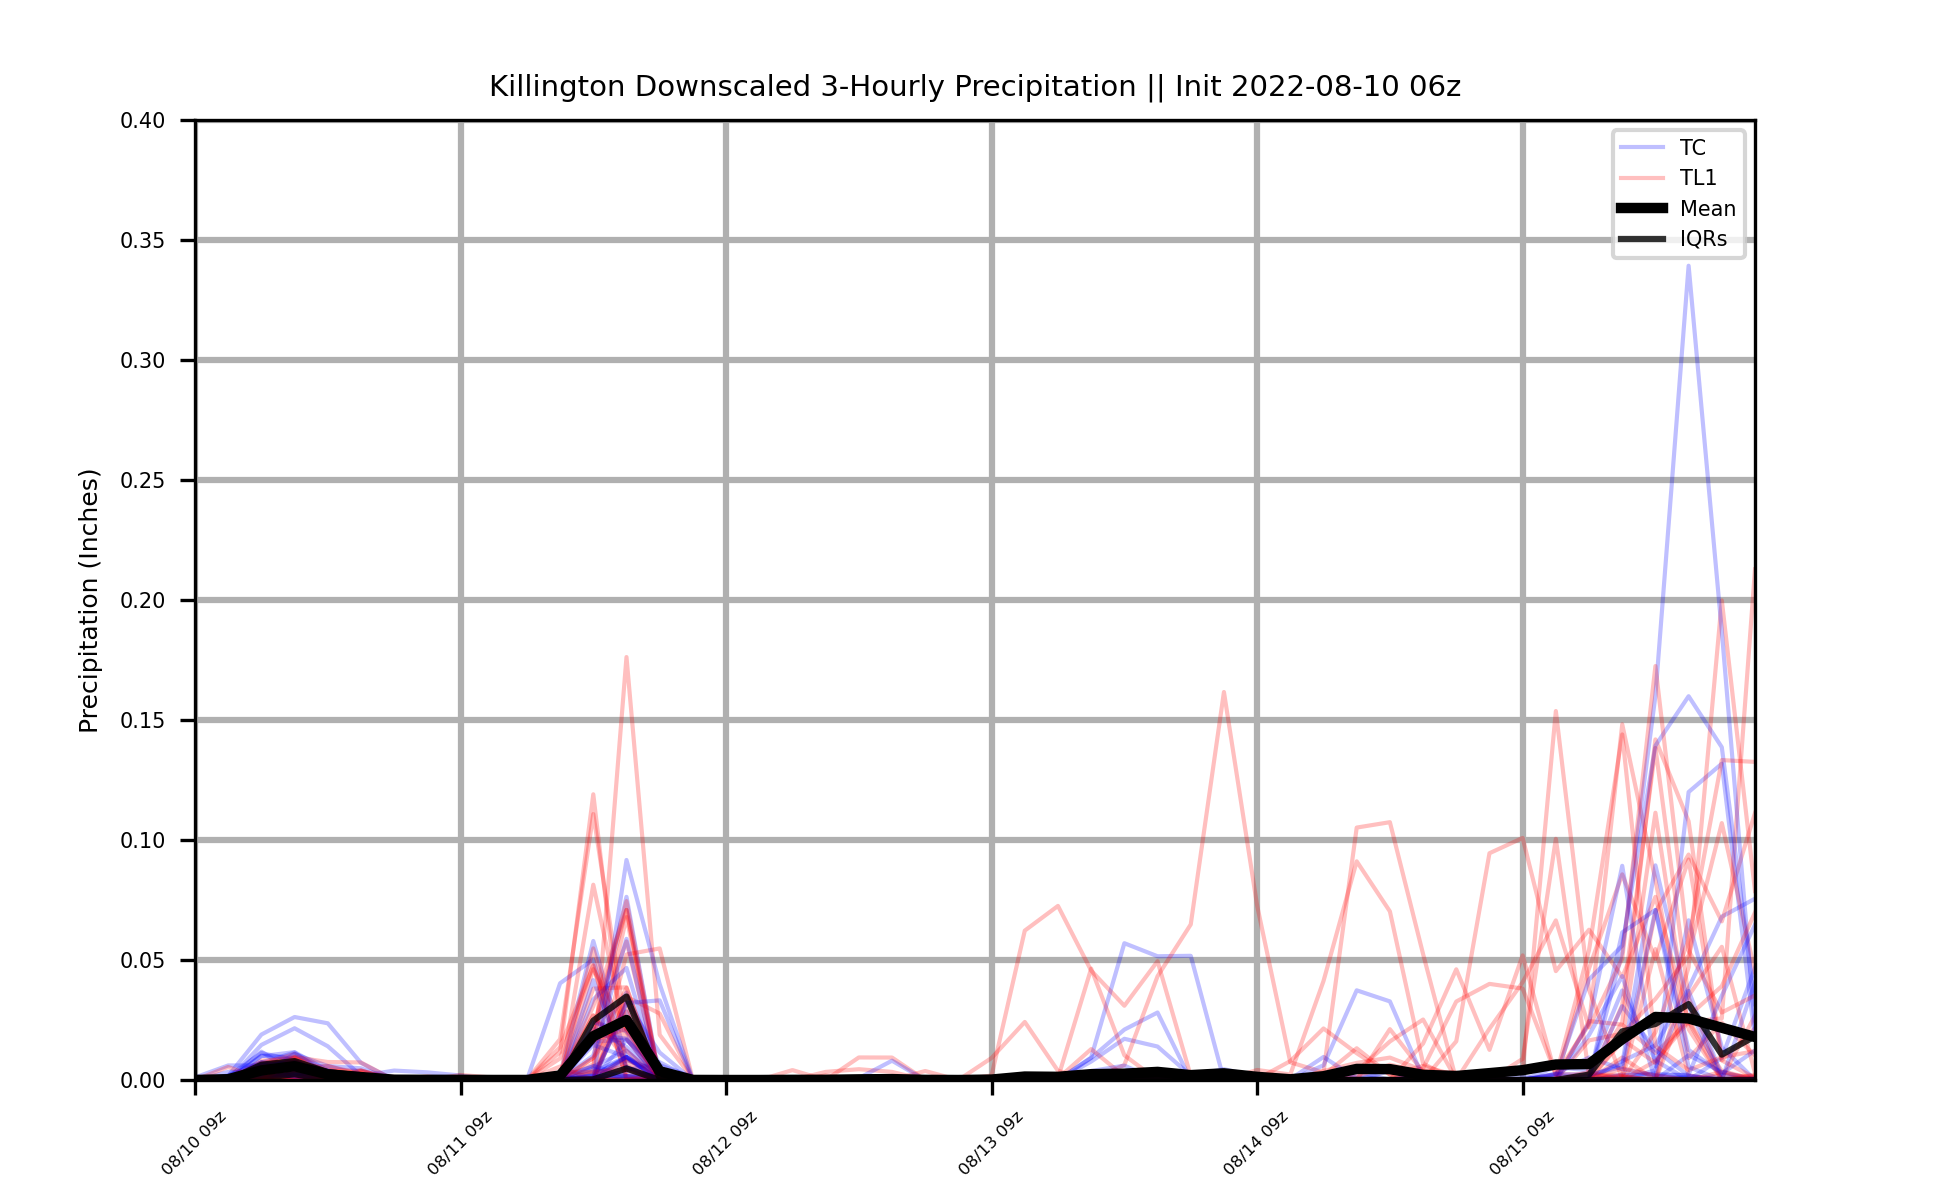 Killington Downscaled 3-Hourly Precipitation || Init 2022-08-10 06z
TC
TL1
Mean
IQRs
Precipitation (Inches)
0.40
0.35
0.30
0.25
0.20
0.15
0.10
0.05
0.00
08/10 09z
08/11 09z
08/12 09z
08/13 09z
08/14 09z
08/15 09z